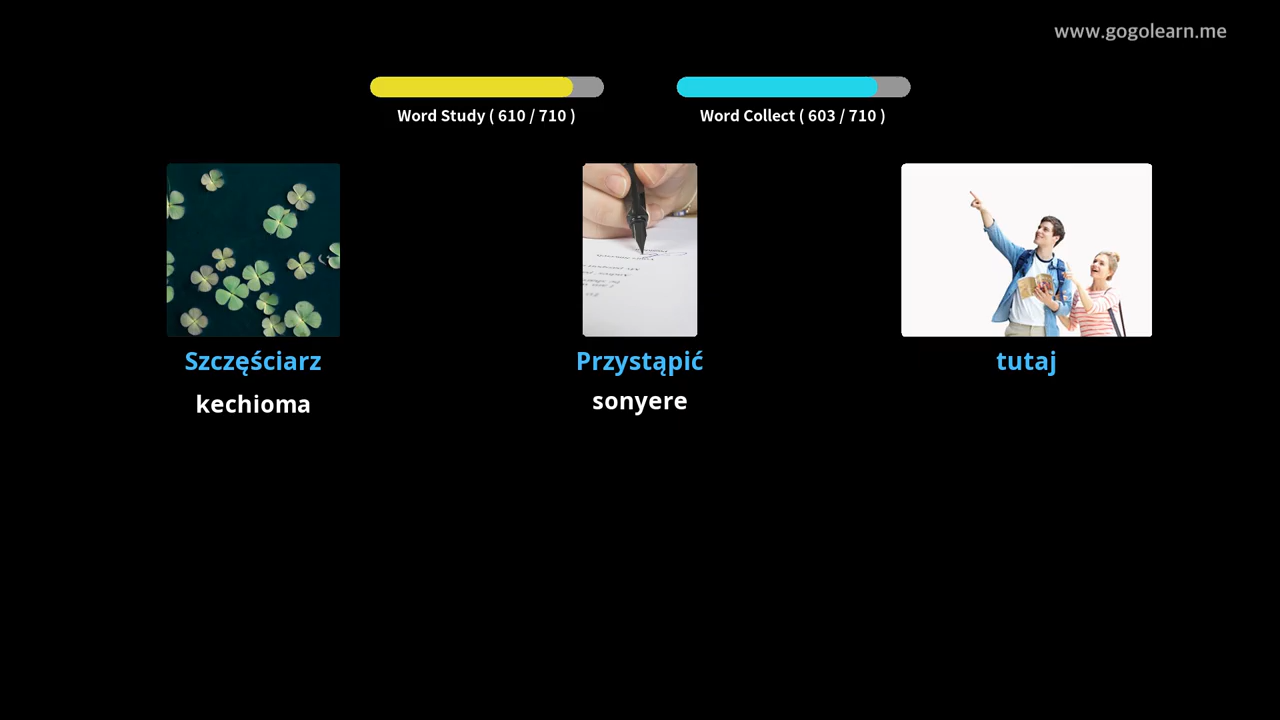 www.gogolearn.me
Word Study ( 610 / 710 )
Word Collect ( 603 / 710 )
Szczęściarz
Przystąpić
tutaj
kechioma
sonyere